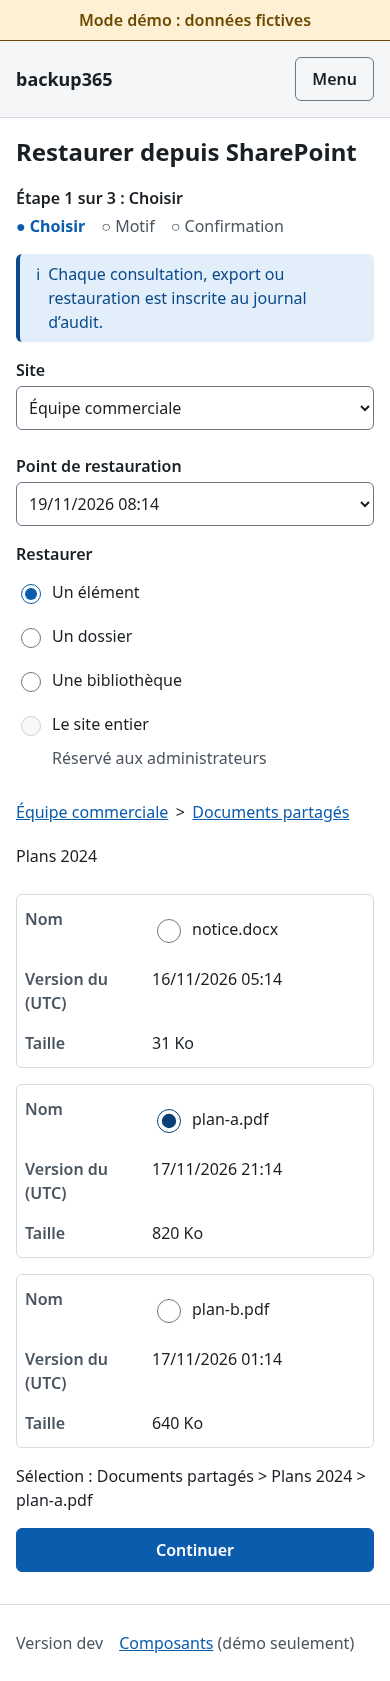 Mode démo : données fictives
backup365
Menu
Restaurer depuis SharePoint
Étape 1 sur 3 : Choisir
● Choisir ○ Motif ○ Confirmation
i Chaque consultation, export ou
restauration est inscrite au journal
d’audit.
Site
Équipe commerciale
Point de restauration
19/11/2026 08:14
Restaurer
Un élément
Un dossier
Une bibliothèque
Le site entier
Réservé aux administrateurs
Équipe commerciale > Documents partagés
Plans 2024
Nom notice.docx
Version du 16/11/2026 05:14
(UTC)
Taille 31 Ko
Nom plan-a.pdf
Version du 17/11/2026 21:14
(UTC)
Taille 820 Ko
Nom plan-b.pdf
Version du 17/11/2026 01:14
(UTC)
Taille 640 Ko
Sélection : Documents partagés > Plans 2024 >
plan-a.pdf
Continuer
Version dev Composants (démo seulement)